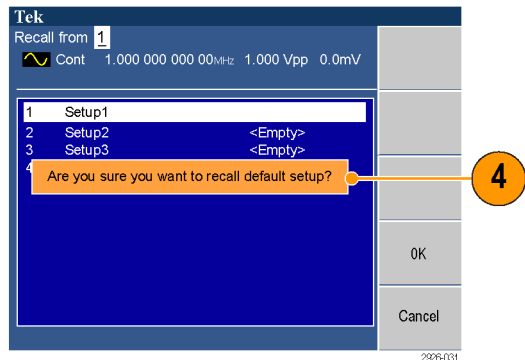 Tek
Recall from 1
Cont 1.000 000 000 00MHz 1.000 Vpp 0.0mV
1 Setup1
2 Setup2 <Empty>
3 Setup3 <Empty>
4
Are you sure you want to recall default setup?
4
OK
Cancel
2926-031